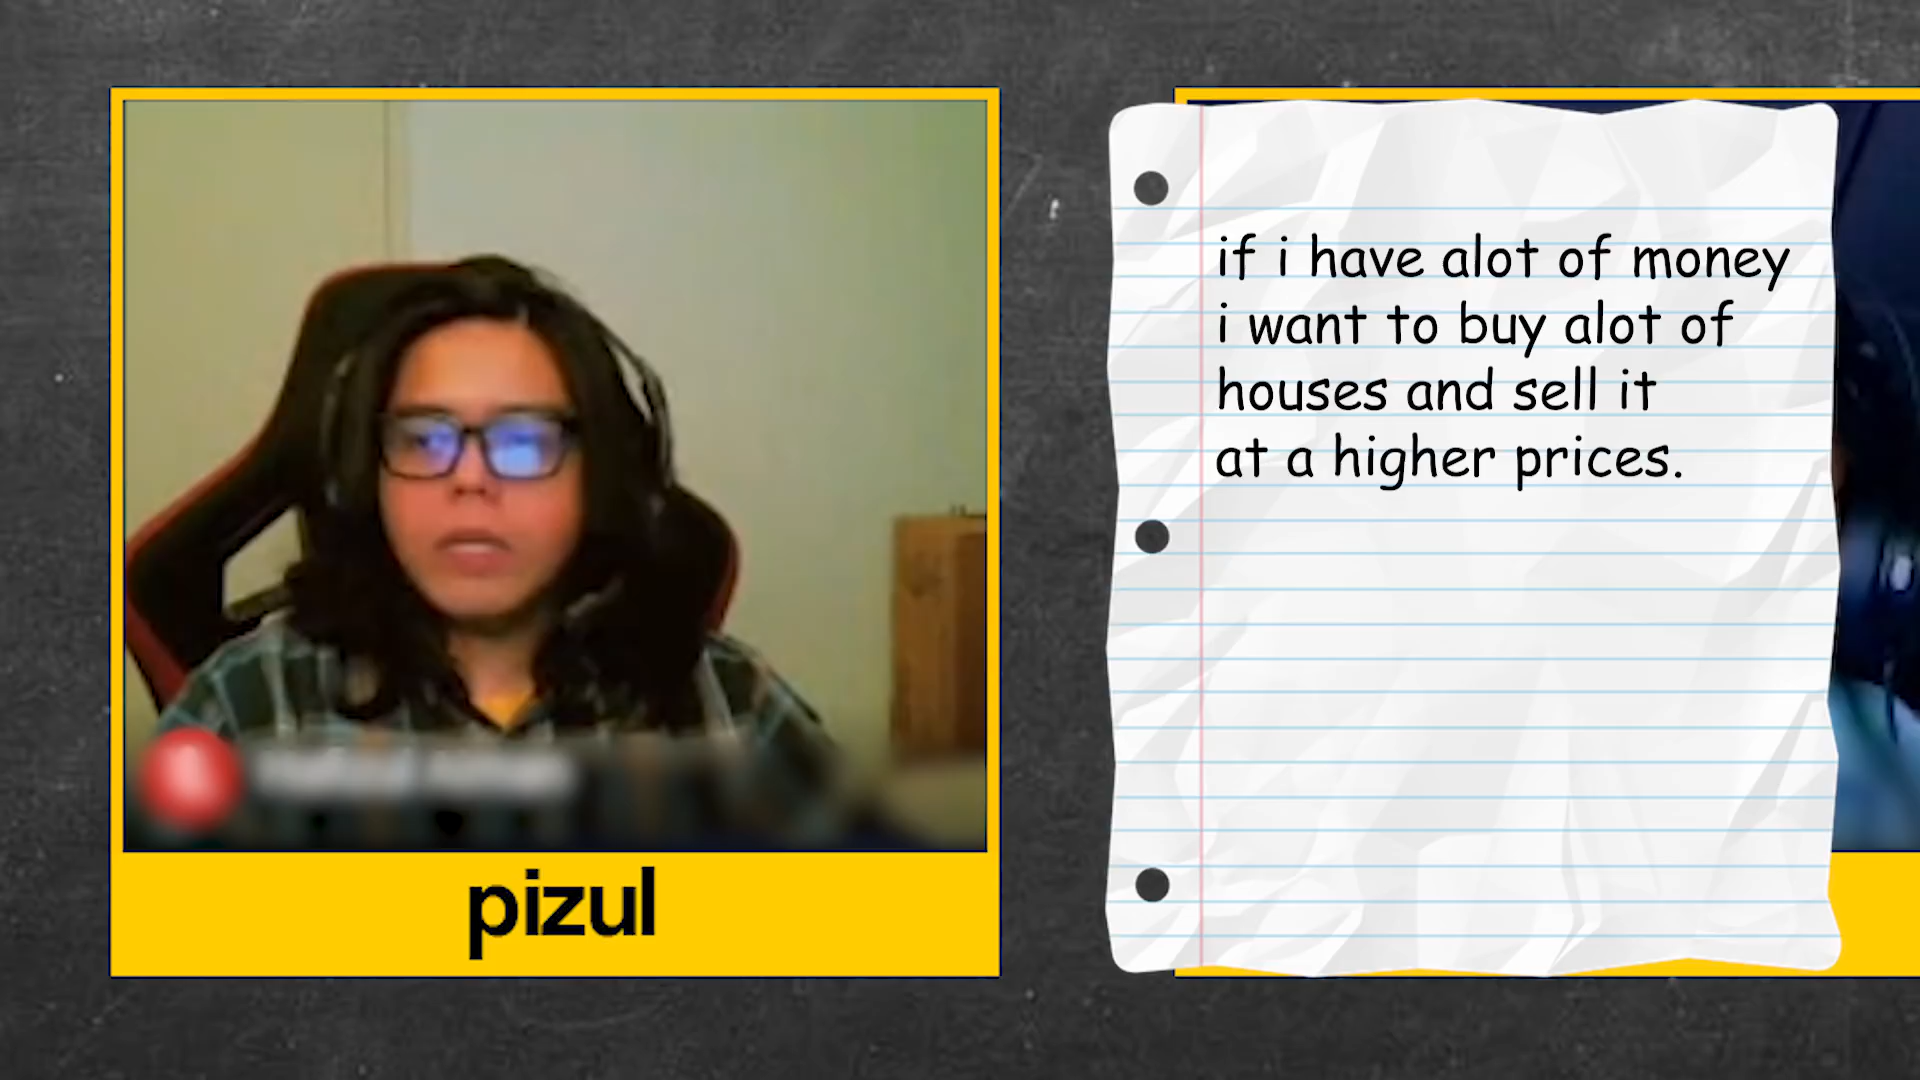 if i have alot of money
i want to buy alot of
houses and sell it
at a higher prices.
pizul